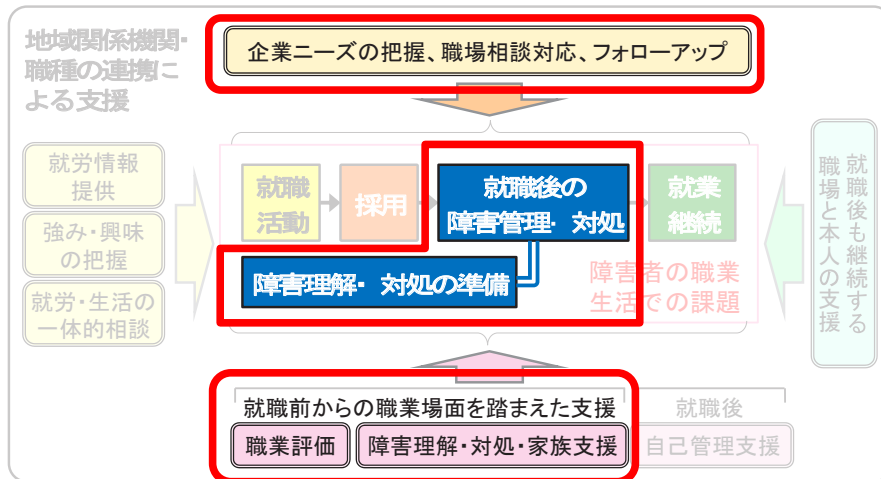 地域関係機関・
職種の連携に
よる支援
企業ニーズの把握、職場相談対応、フォローアップ
就労情報
提供
強み・興味
の把握
就労・生活の
一体的相談
就職
活動
採用
就職後の
障害管理・対処
就業
継続
障害理解・対処の準備
障害者の職業
生活での課題
就職後も継続する
職場と本人の支援
就職前からの職業場面を踏まえた支援
職業評価
障害理解・対処・家族支援
就職後
自己管理支援